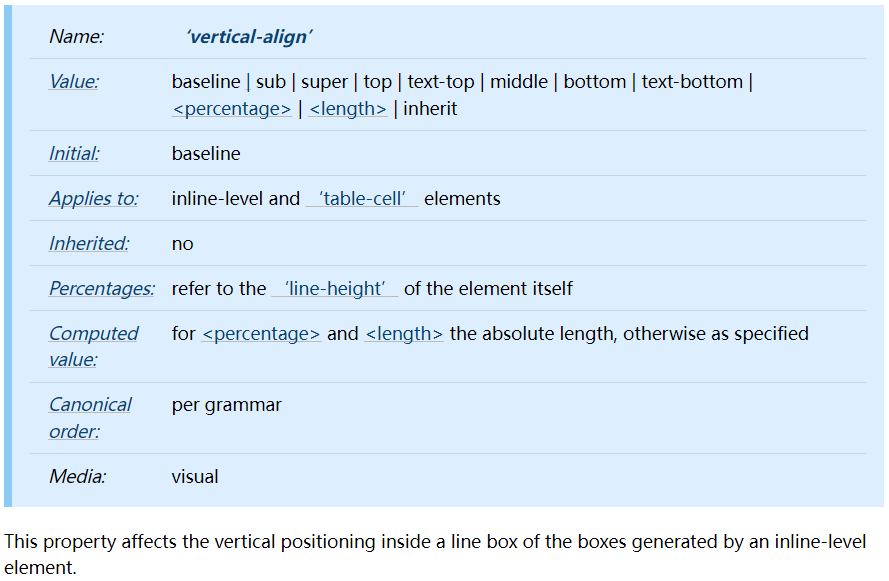 Name: ‘vertical-align’
Value: baseline | sub | super | top | text-top | middle | bottom | text-bottom |
<percentage> | <length> | inherit
Initial: baseline
Applies to: inline-level and ‘table-cell’ elements
Inherited: no
Percentages: refer to the ‘line-height’ of the element itself
Computed for <percentage> and <length> the absolute length, otherwise as specified
value:
Canonical per grammar
order:
Media: visual
This property affects the vertical positioning inside a line box of the boxes generated by an inline-level
element.